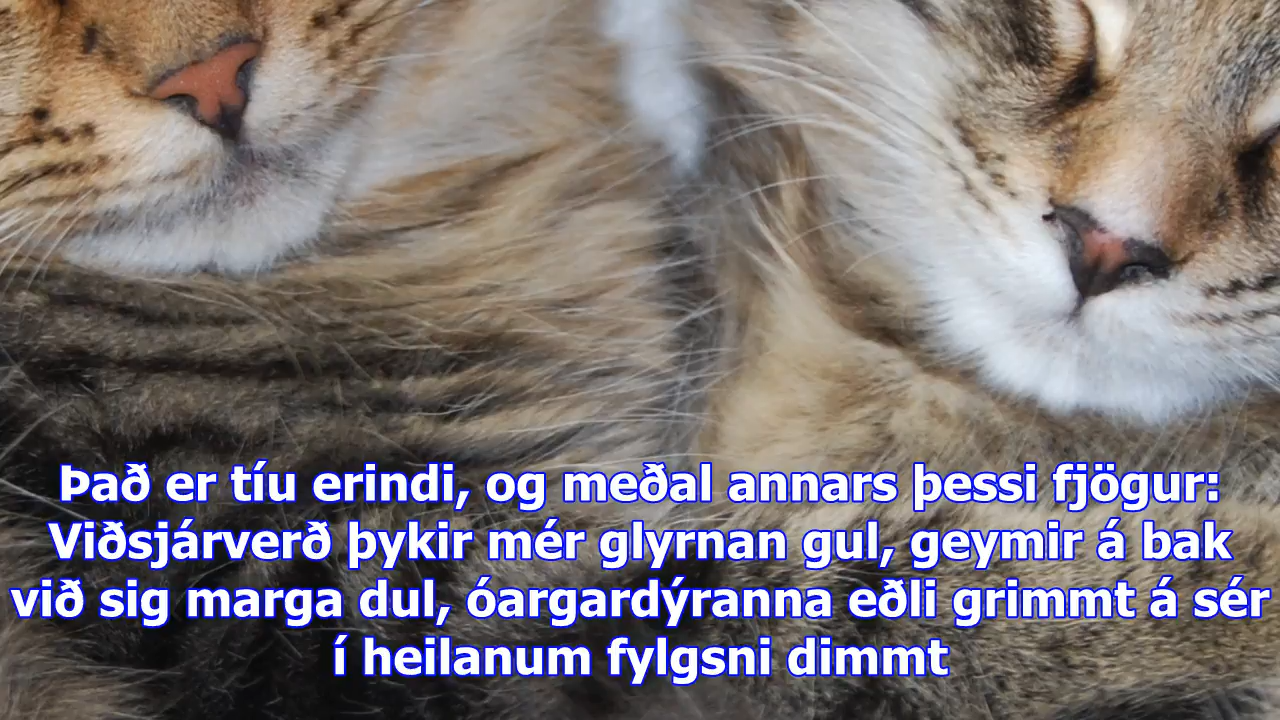 Það er tíu erindi, og meðal annars þessi fjögur:
Viðsjárverð þykir mér glyrnan gul, geymir á bak
við sig marga dul, óargardýranna eðli grimmt á sér
í heilanum fylgsni dimmt